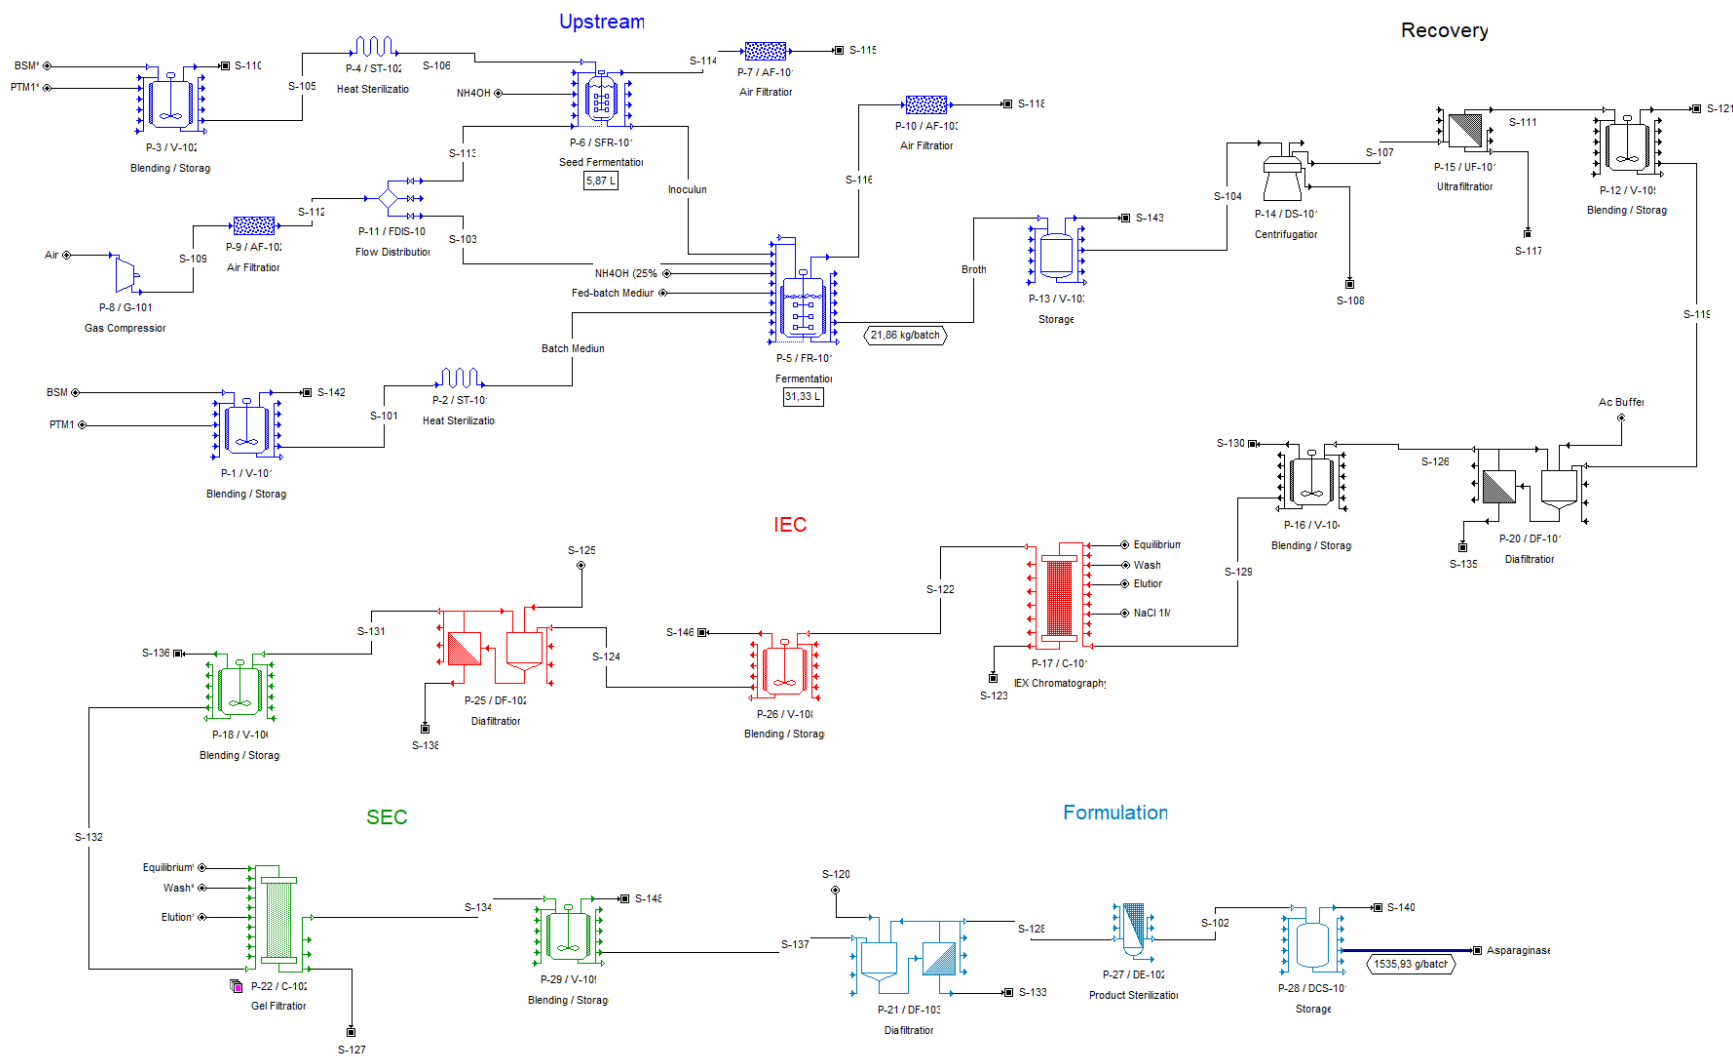 Upstream
Recovery
BSM*
PTM1*
S-110
P-3 / V-102
Blending / Storag
S-105
P-4 / ST-102
Heat Sterilizatio
S-106
NH4OH
P-6 / SFR-101
Seed Fermentation
5,87 L
S-114
P-7 / AF-101
Air Filtration
S-115
P-10 / AF-103
Air Filtration
S-118
S-113
S-112
P-11 / FDIS-10
Flow Distribution
S-103
P-9 / AF-102
Air Filtration
Air
S-109
P-8 / G-101
Gas Compression
Inoculun
S-116
NH4OH (25%
Fed-batch Mediun
Batch Mediun
P-5 / FR-101
Fermentation
31,33 L
21,86 kg/batch
Broth
S-143
P-13 / V-103
Storage
S-104
P-14 / DS-101
Centrifugation
S-108
S-107
P-15 / UF-101
Ultrafiltration
S-117
S-111
S-121
P-12 / V-105
Blending / Storag
S-119
BSM
PTM1
S-142
P-1 / V-101
Blending / Storag
S-101
P-2 / ST-101
Heat Sterilizatio
Ac Buffer
S-130
S-126
P-16 / V-104
Blending / Storag
P-20 / DF-101
Diafiltration
S-135
S-129
IEC
Equilibriun
Wash
Elution
NaCl 1M
P-17 / C-101
IEX Chromatography
S-123
S-122
S-146
P-26 / V-108
Blending / Storag
S-125
S-124
P-25 / DF-102
Diafiltration
S-138
S-131
S-136
P-18 / V-106
Blending / Storag
SEC
Formulation
S-132
Equilibrium*
Wash*
Elution*
P-22 / C-102
Gel Filtration
S-127
S-134
S-148
P-29 / V-109
Blending / Storag
S-137
S-120
P-21 / DF-103
Diafiltration
S-133
S-128
P-27 / DE-102
Product Sterilization
S-102
S-140
P-28 / DCS-101
Storage
1535,93 g/batch
Asparaginase